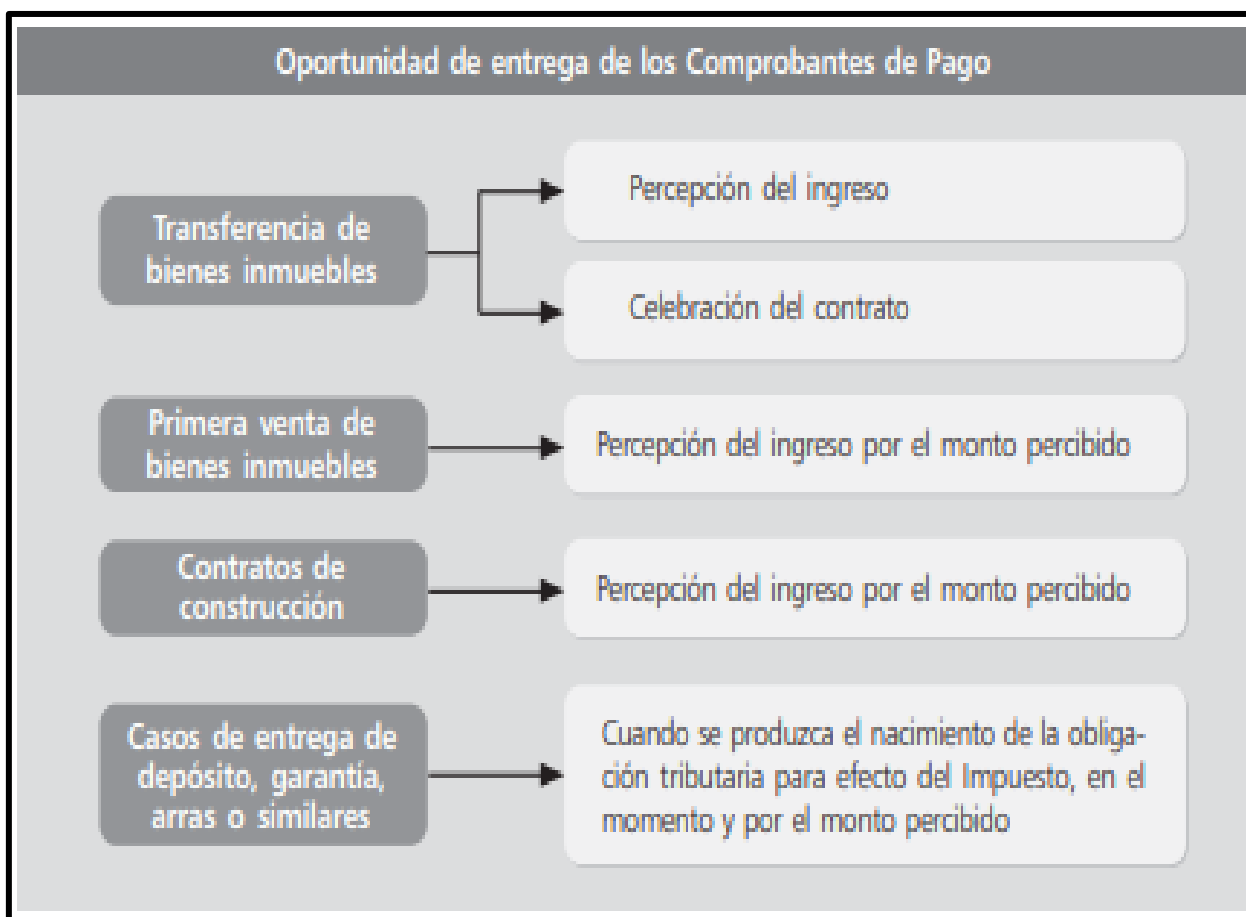 Oportunidad de entrega de los Comprobantes de Pago
Transferencia de
bienes inmuebles
Percepción del ingreso
Celebración del contrato
Primera venta de
bienes inmuebles
Percepción del ingreso por el monto percibido
Contratos de
construcción
Percepción del ingreso por el monto percibido
Casos de entrega de
depósito, garantía,
arras o similares
Cuando se produzca el nacimiento de la obliga-
ción tributaria para efecto del Impuesto, en el
momento y por el monto percibido